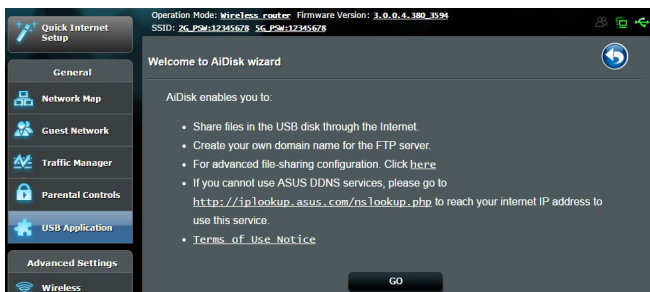 Quick Internet
Setup
General
Network Map
Guest Network
Traffic Manager
Parental Controls
USB Application
Advanced Settings
Wireless
Operation Mode: Wireless router Firmware Version: 3.0.0.4.380_3594
SSID: 2G_PSW:12345678 5G_PSW:12345678
Welcome to AiDisk wizard
AiDisk enables you to:
• Share files in the USB disk through the Internet.
• Create your own domain name for the FTP server.
• For advanced file-sharing configuration. Click here
• If you cannot use ASUS DDNS services, please go to
http://iplookup.asus.com/nslookup.php to reach your internet IP address to
use this service.
• Terms of Use Notice
GO